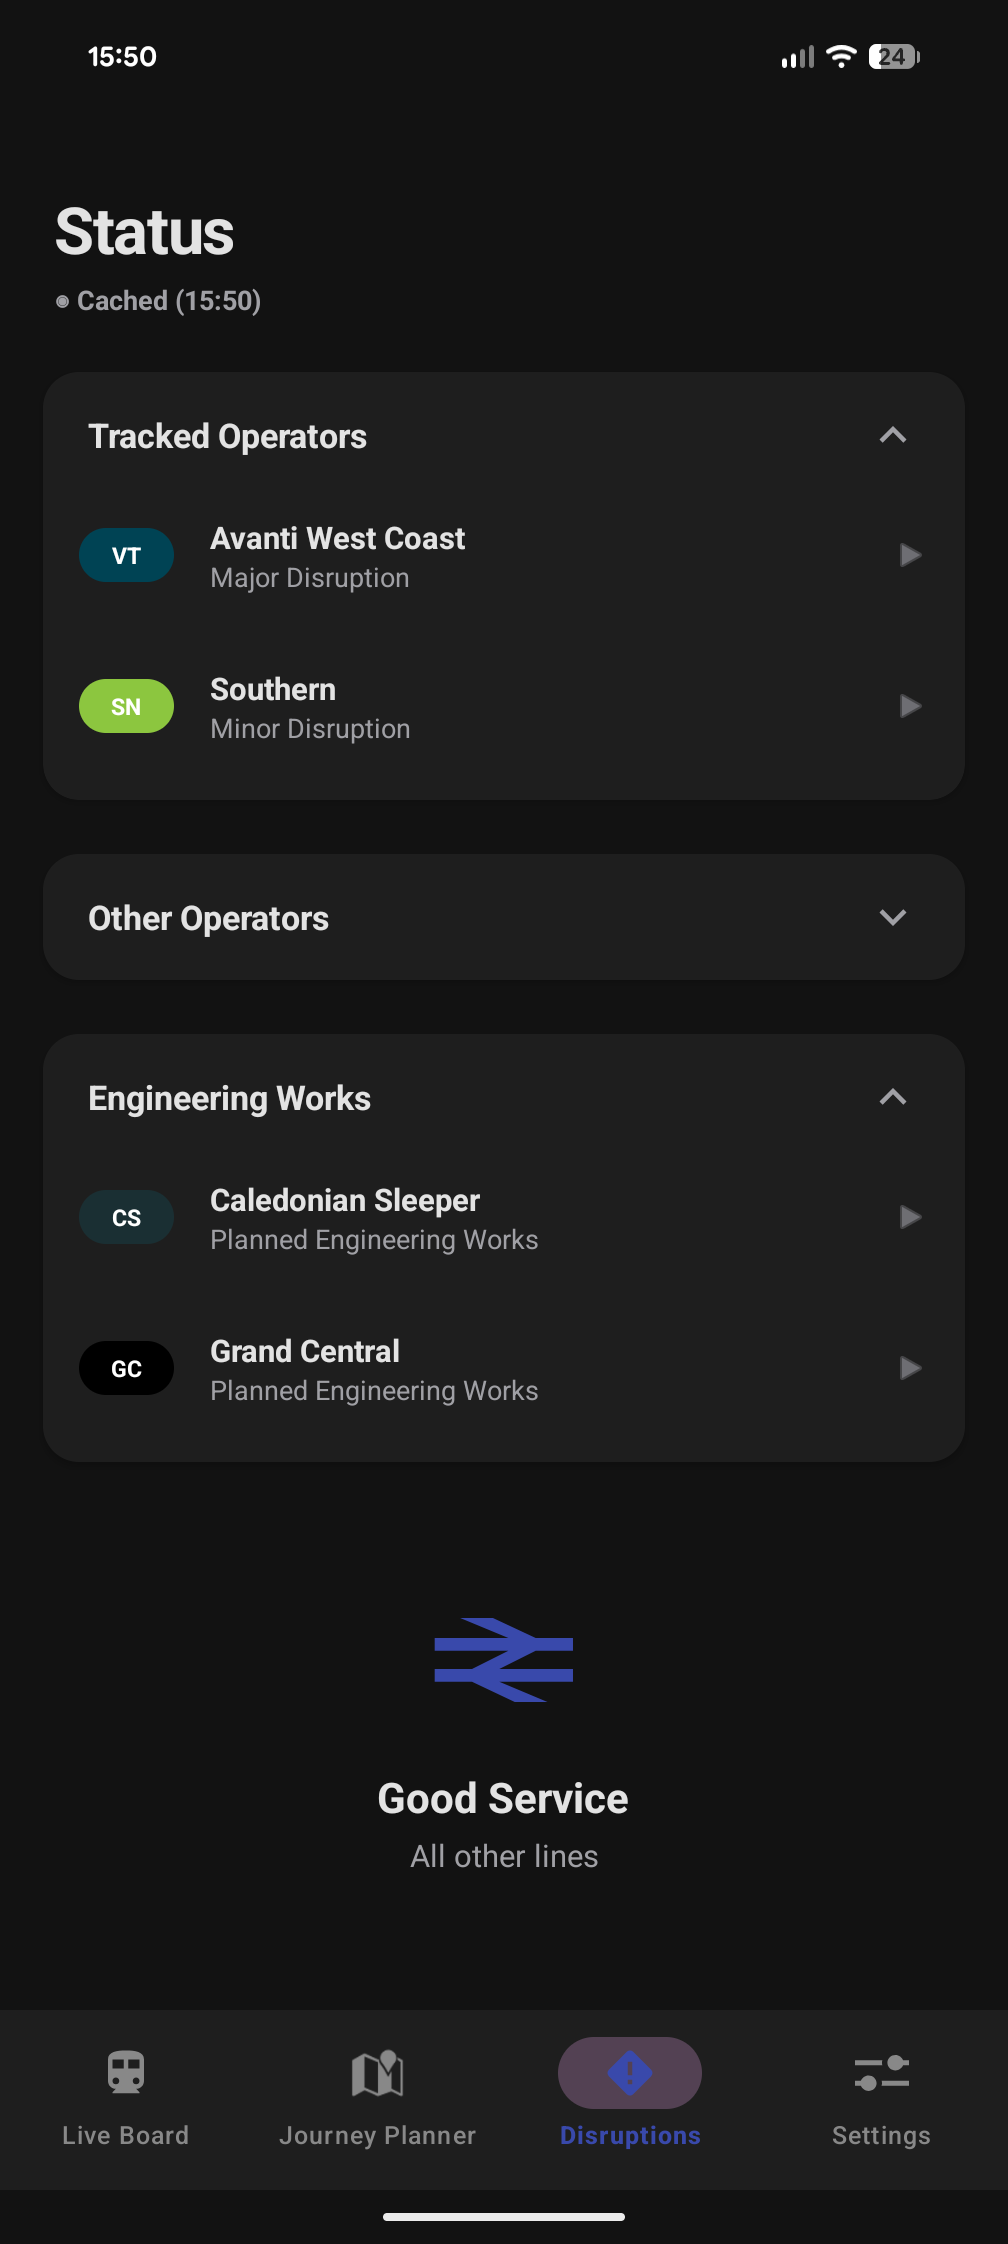 15:50
24
Status
Cached (15:50)
Tracked Operators
VT
Avanti West Coast
Major Disruption
SN
Southern
Minor Disruption
Other Operators
Engineering Works
CS
Caledonian Sleeper
Planned Engineering Works
GC
Grand Central
Planned Engineering Works
Good Service
All other lines
Live Board
Journey Planner
Disruptions
Settings